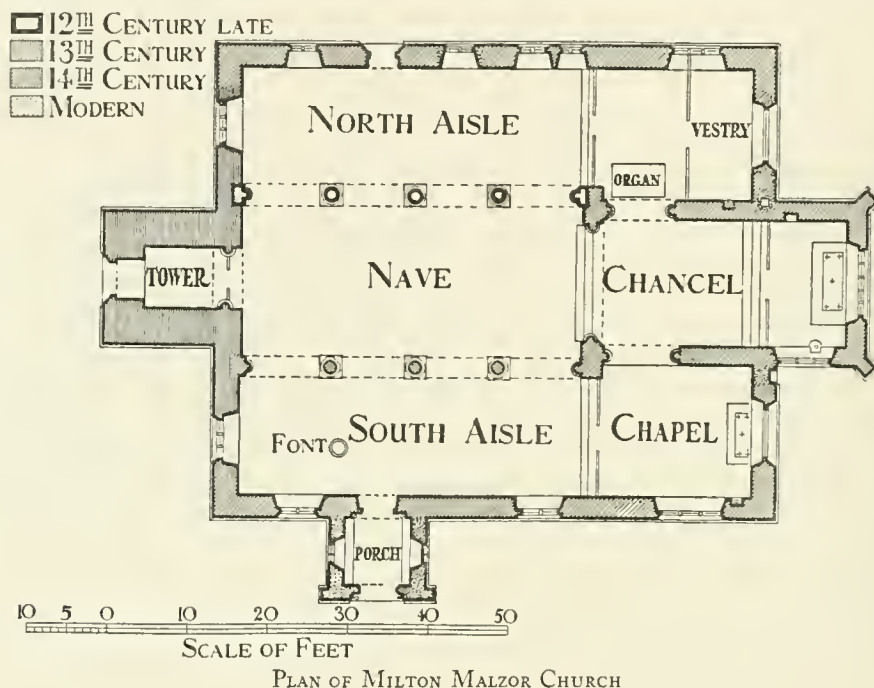 12TH CENTURY LATE
13TH CENTURY
14TH CENTURY
MODERN
NORTH AISLE
VESTRY
ORGAN
TOWER
NAVE
CHANCEL
FONT
SOUTH AISLE
CHAPEL
PORCH
10 5 0 10 20 30 40 50
SCALE OF FEET
PLAN OF MILTON MALZOR CHURCH